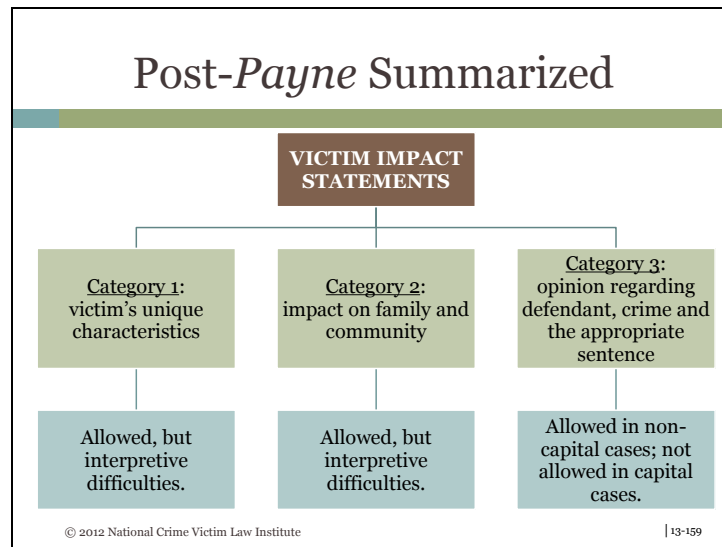 Post-Payne Summarized
VICTIM IMPACT
STATEMENTS
Category 1:
victim's unique
characteristics
Category 2:
impact on family and
community
Category 3:
opinion regarding
defendant, crime and
the appropriate
sentence
Allowed, but
interpretive
difficulties.
Allowed, but
interpretive
difficulties.
Allowed in non-
capital cases; not
allowed in capital
cases.
© 2012 National Crime Victim Law Institute
| 13-159